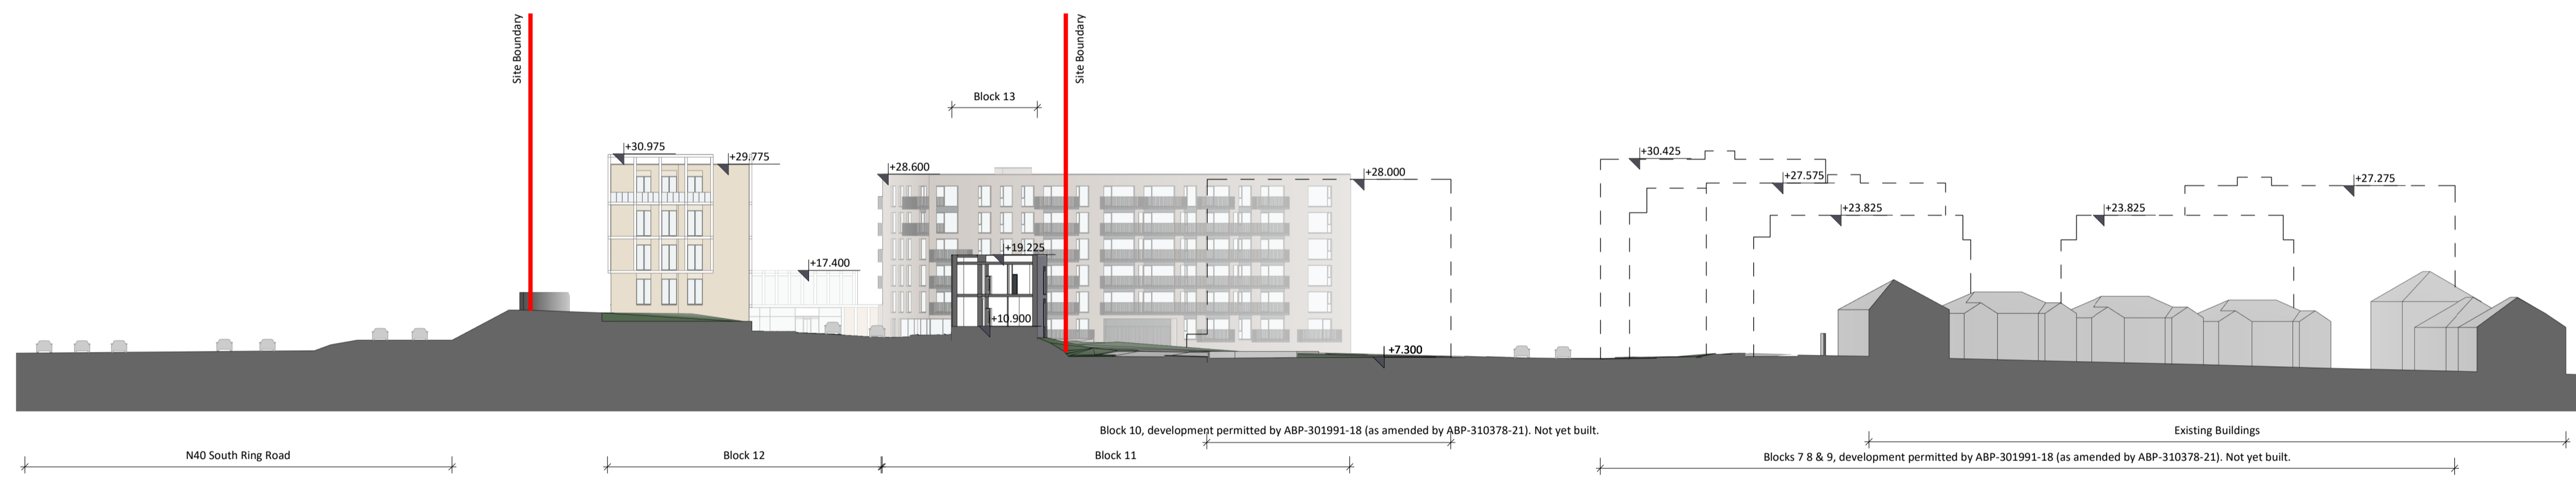 Site Boundary
Site Boundary
Block 13
+30.975
+29.775
+17.400
+28.600
+19.225
+10.900
+28.000
+7.300
+30.425
+27.575
+23.825
+23.825
+27.275
Block 10, development permitted by ABP-301991-18 (as amended by ABP-310378-21). Not yet built.
Existing Buildings
N40 South Ring Road
Block 12
Block 11
Blocks 7 8 & 9, development permitted by ABP-301991-18 (as amended by ABP-310378-21). Not yet built.